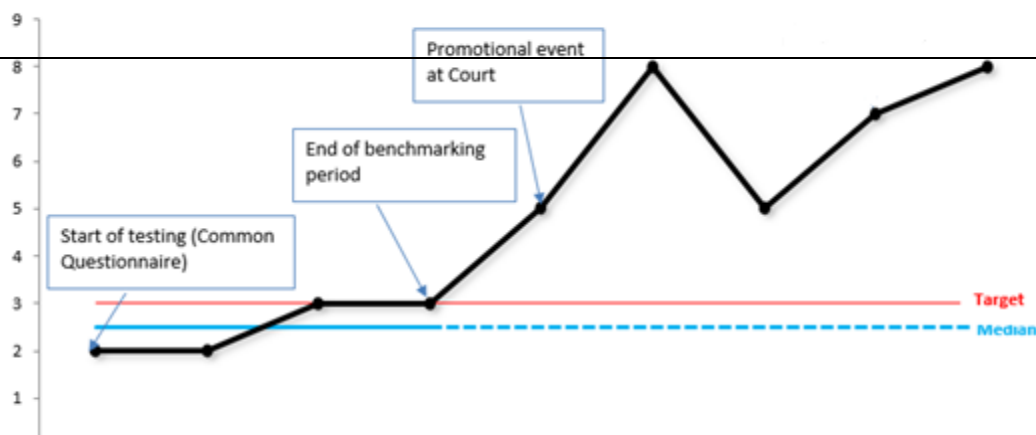 9
Promotional event
at Court
8
7
End of benchmarking
period
6
5
Start of testing (Common
Questionnaire)
4
3
Target
Median
2
1